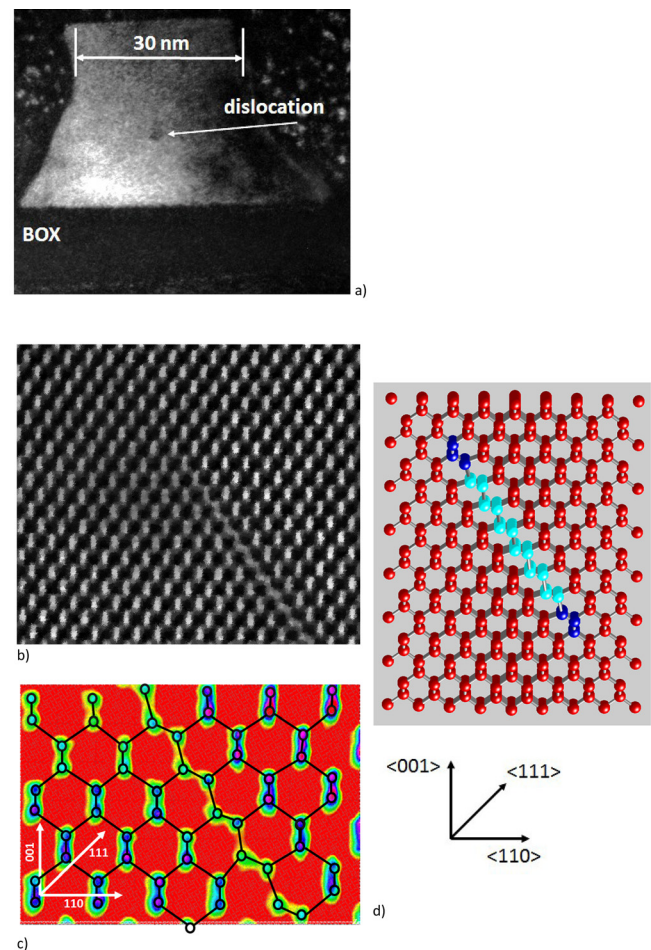 30 nm
dislocation
BOX
a)
b)
<001>
<111>
<110>
001
111
110
d)
c)